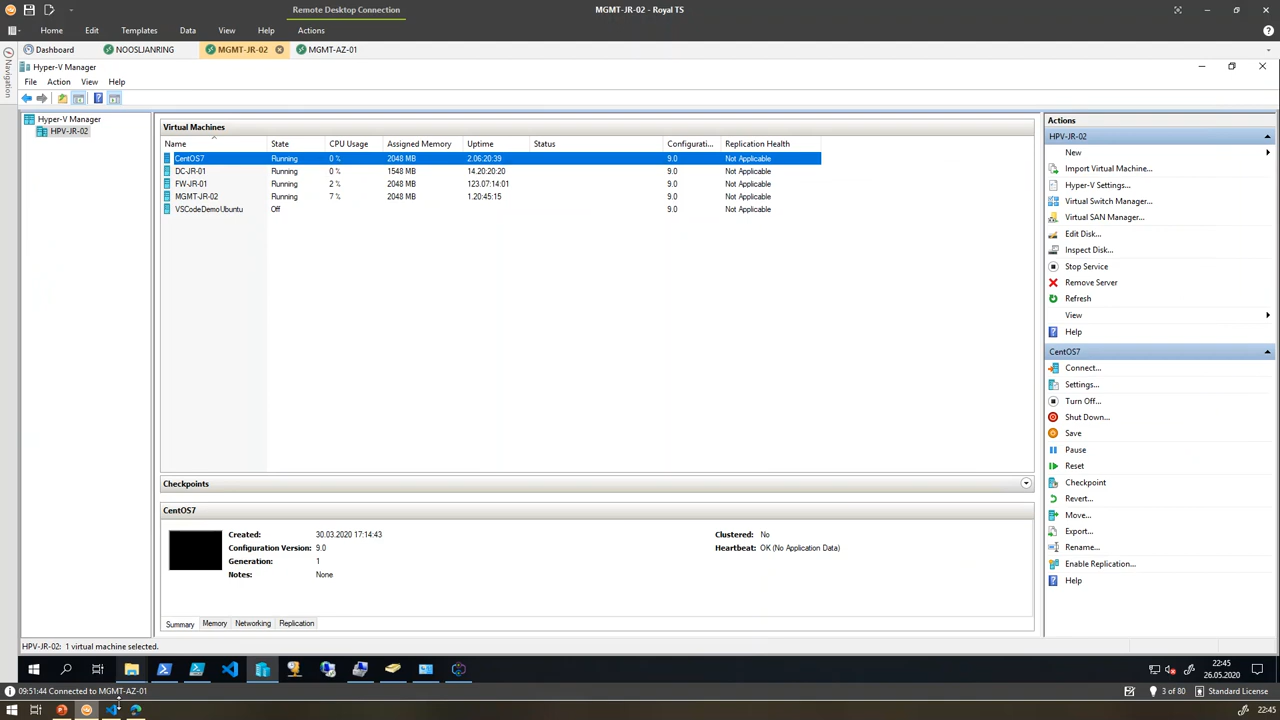 Remote Desktop Connection
MGMT-JR-02 - Royal TS
Home Edit Templates Data View Help Actions
Dashboard NOOSLJANRING MGMT-JR-02 MGMT-AZ-01
Navigation
Hyper-V Manager
File Action View Help
Hyper-V Manager
HPV-JR-02
Virtual Machines
Name State CPU Usage Assigned Memory Uptime Status Configurati... Replication Health
CentOS7 Running 0 % 2048 MB 2.06:20:39 9.0 Not Applicable
DC-JR-01 Running 0 % 1548 MB 14.20:20:20 9.0 Not Applicable
FW-JR-01 Running 2 % 2048 MB 123.07:14:01 9.0 Not Applicable
MGMT-JR-02 Running 7 % 2048 MB 1.20:45:15 9.0 Not Applicable
VSCodeDemoUbuntu Off 9.0 Not Applicable
Checkpoints
CentOS7
Created: 30.03.2020 17:14:43
Configuration Version: 9.0
Generation: 1
Notes: None
Clustered: No
Heartbeat: OK (No Application Data)
Summary Memory Networking Replication
Actions
HPV-JR-02
New
Import Virtual Machine...
Hyper-V Settings...
Virtual Switch Manager...
Virtual SAN Manager...
Edit Disk...
Inspect Disk...
Stop Service
Remove Server
Refresh
View
Help
CentOS7
Connect...
Settings...
Turn Off...
Shut Down...
Save
Pause
Reset
Checkpoint
Revert...
Move...
Export...
Rename...
Enable Replication...
Help
HPV-JR-02: 1 virtual machine selected.
22:45
26.05.2020
09:51:44 Connected to MGMT-AZ-01
3 of 80 Standard License
22:45